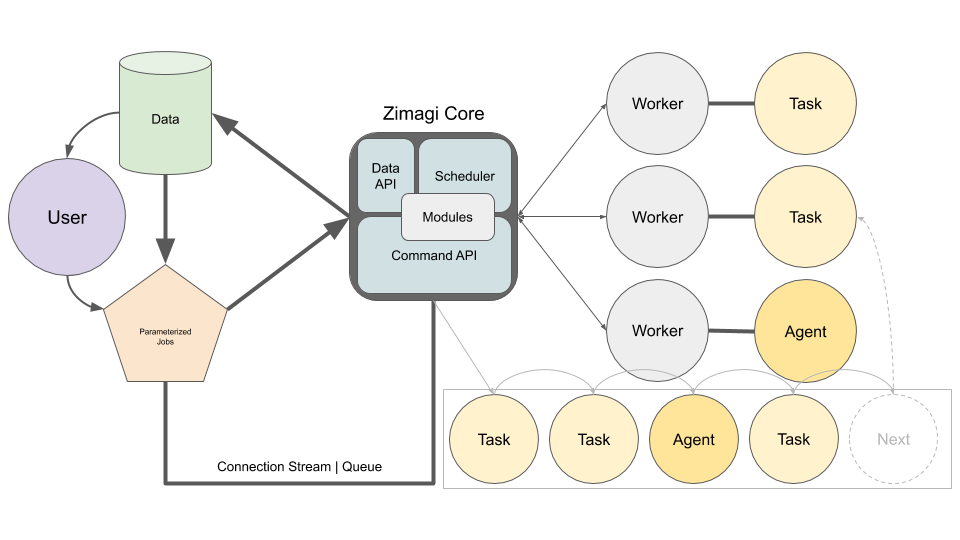 Zimagi Core
Data
User
Parameterized
Jobs
Data
API
Scheduler
Modules
Command API
Worker
Task
Worker
Task
Worker
Agent
Connection Stream | Queue
Task
Task
Agent
Task
Next